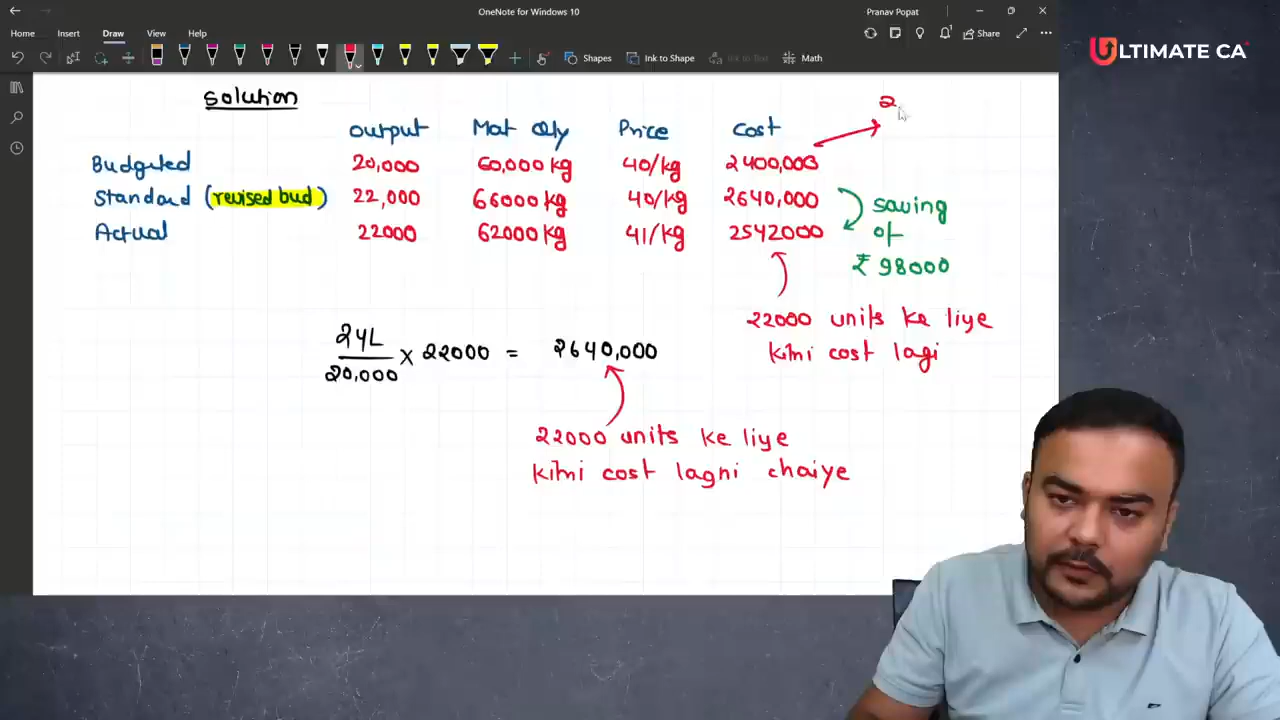 OneNote for Windows 10
Pranav Popat
Home Insert Draw View Help
Share
Shapes Ink to Shape Ink to Text Math
ULTIMATE CA
Solution
output Mat Qty Price Cost
2
Budgeted 20,000 60,000 kg 40/kg 2400,000
Standard (revised bud) 22,000 66000 kg 40/kg 2640,000
Actual 22000 62000 kg 41/kg 2542000
saving
of
₹ 98000
22000 units ke liye
kitni cost lagi
24L
20,000
× 22000 = 2640,000
22000 units ke liye
kitni cost lagni chaiye